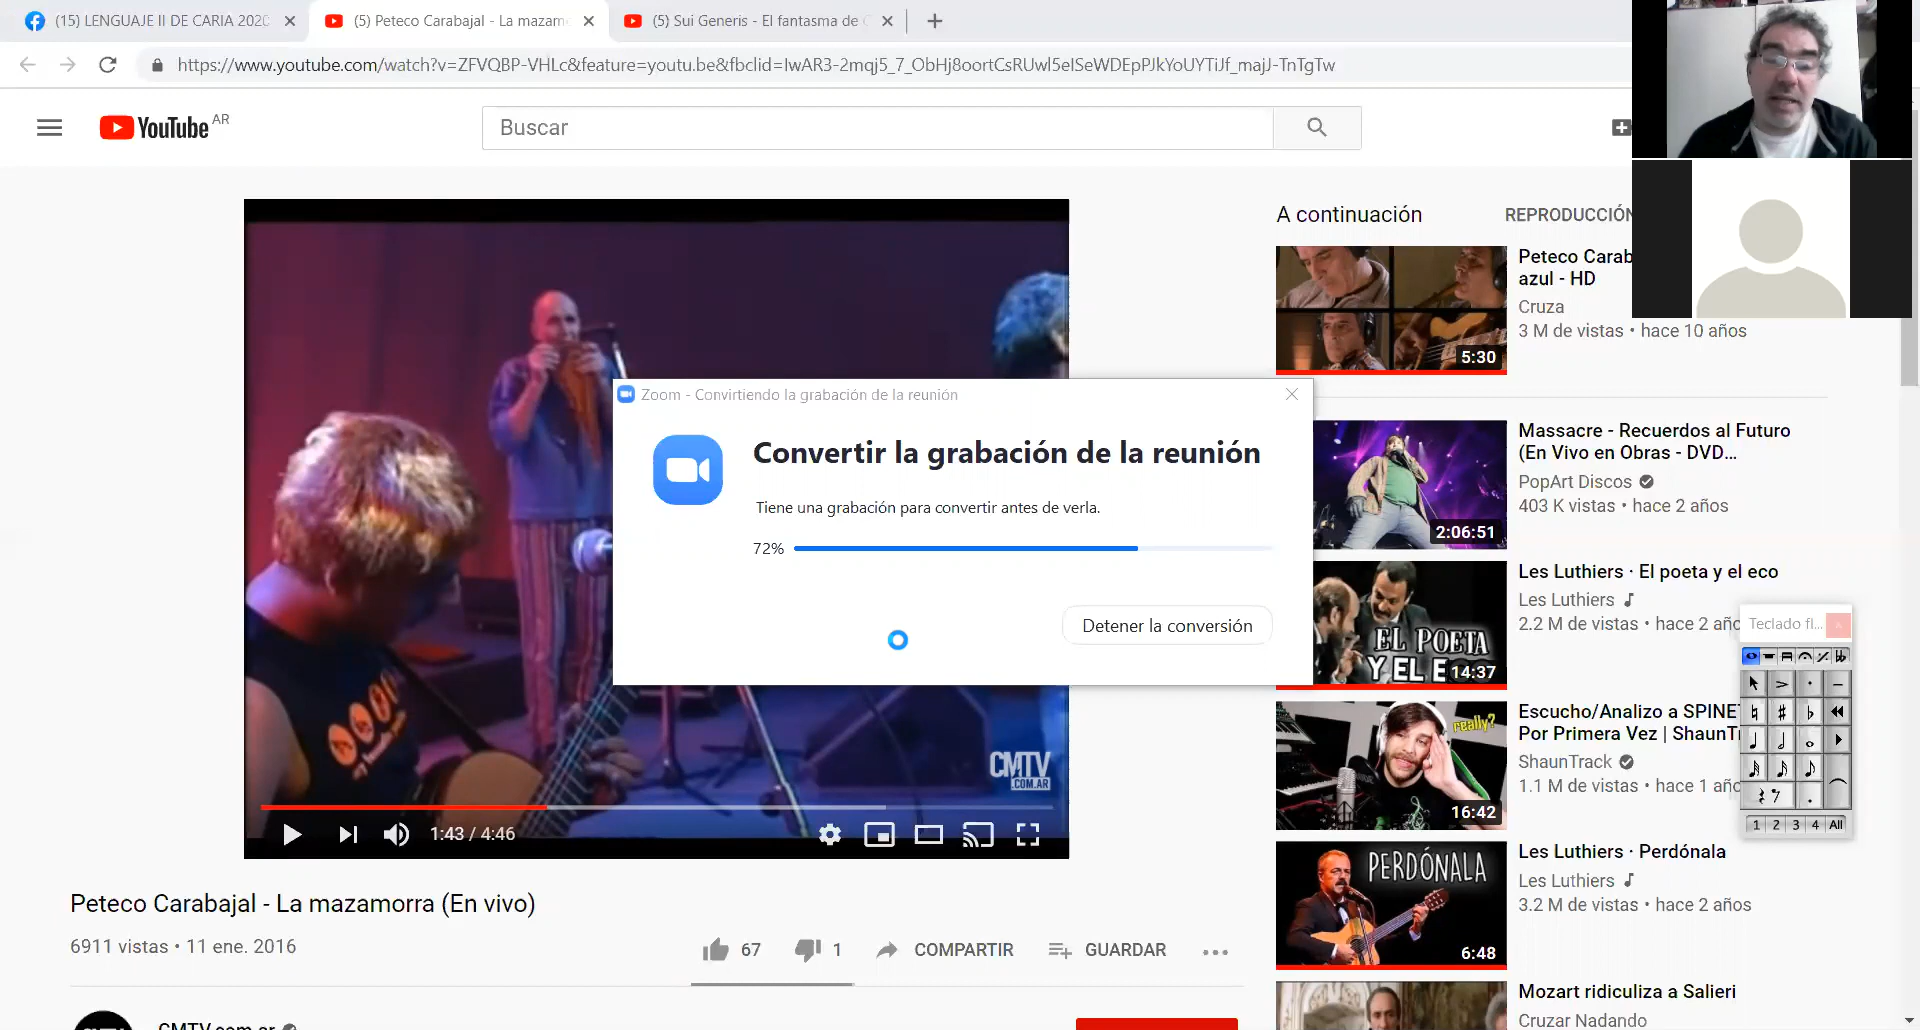 (15) LENGUAJE II DE CARIA 2020
(5) Peteco Carabajal - La mazam
(5) Sui Generis - El fantasma de C
https://www.youtube.com/watch?v=ZFVQBP-VHLc&feature=youtu.be&fbclid=IwAR3-2mqj5_7_ObHj8oortCsRUwl5eISeWDEpPJkYoUYTiJf_majJ-TnTgTw
YouTube AR
Buscar
A continuación
REPRODUCCIÓN
Peteco Carab
azul - HD
Cruza
3 M de vistas • hace 10 años
5:30
Zoom - Convirtiendo la grabación de la reunión
Convertir la grabación de la reunión
Tiene una grabación para convertir antes de verla.
72%
Detener la conversión
Massacre - Recuerdos al Futuro
(En Vivo en Obras - DVD...
PopArt Discos
403 K vistas • hace 2 años
2:06:51
Les Luthiers · El poeta y el eco
Les Luthiers
2.2 M de vistas • hace 2 año
EL POETA
Y EL E
14:37
Teclado fl...
1 2 3 4 All
Escucho/Analizo a SPINE
Por Primera Vez | ShaunT
ShaunTrack
1.1 M de vistas • hace 1 año
really?
16:42
Les Luthiers · Perdónala
Les Luthiers
3.2 M de vistas • hace 2 años
PERDÓNALA
6:48
Mozart ridiculiza a Salieri
Cruzar Nadando
CMTV
.COM.AR
1:43 / 4:46
Peteco Carabajal - La mazamorra (En vivo)
6911 vistas • 11 ene. 2016
67
1
COMPARTIR
GUARDAR
CMTV.com.ar